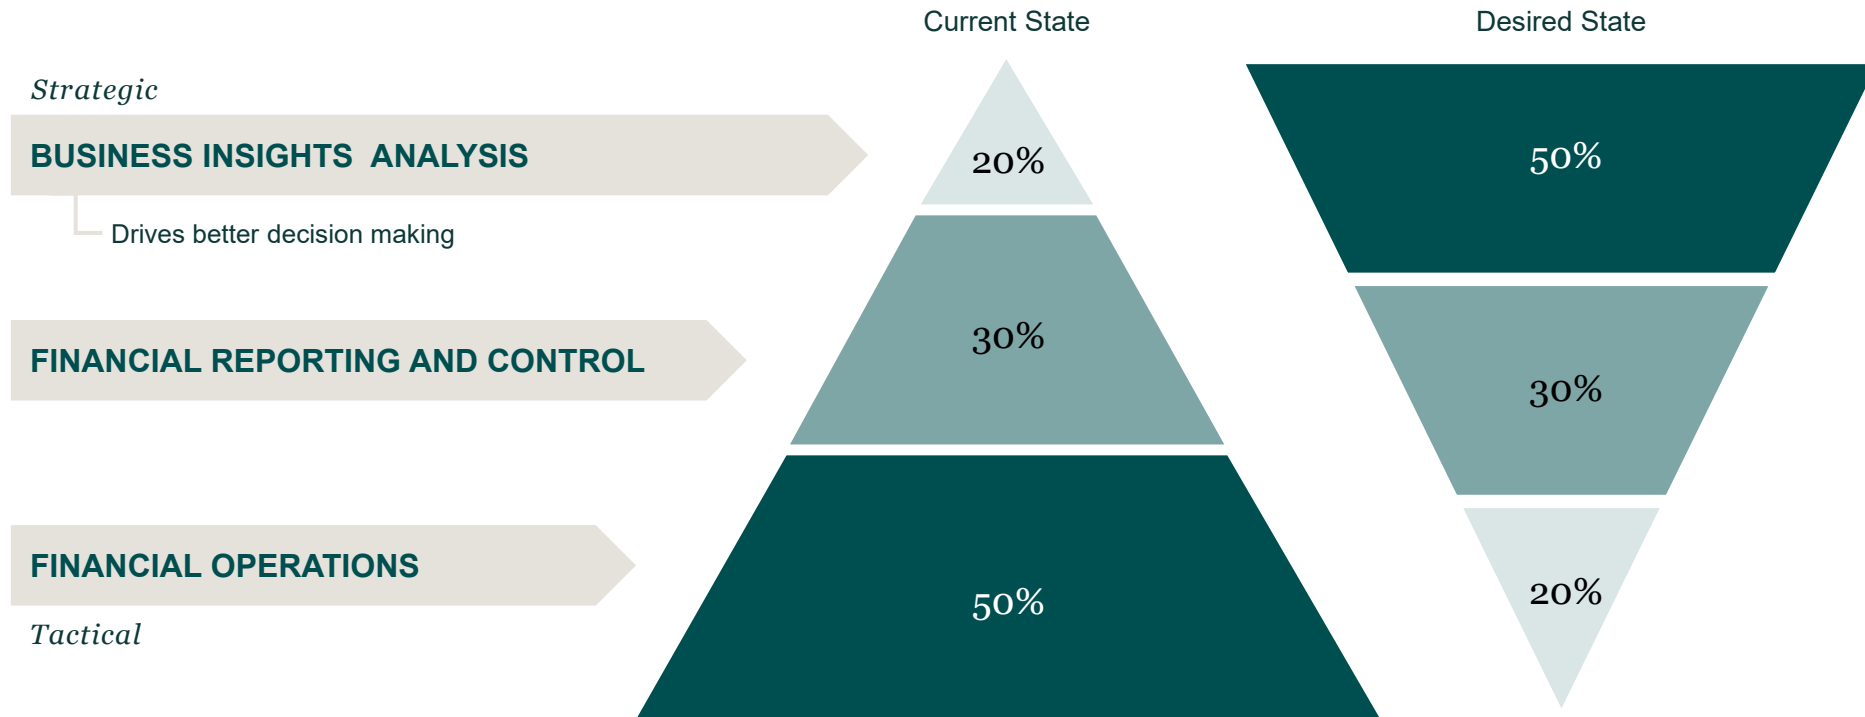 Current State
Desired State
Strategic
BUSINESS INSIGHTS  ANALYSIS
20%
50%
Drives better decision making
30%
FINANCIAL REPORTING AND CONTROL
30%
FINANCIAL OPERATIONS
50%
20%
Tactical